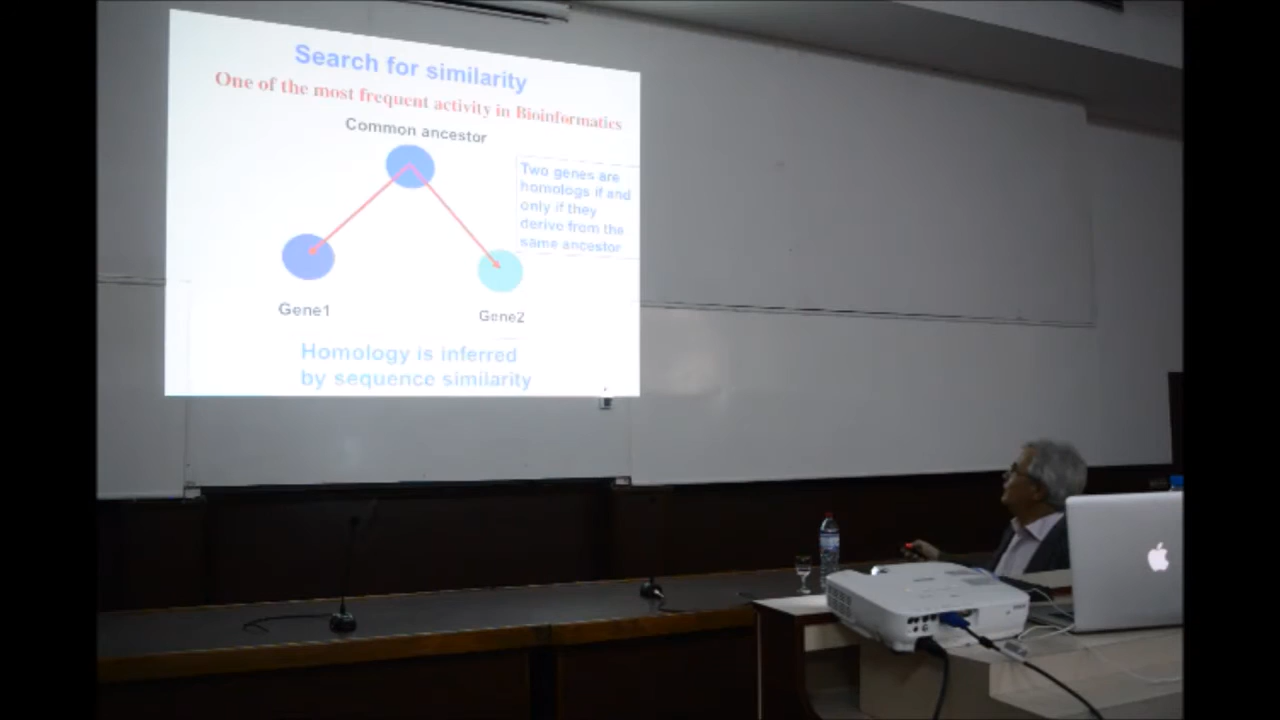 Search for similarity
One of the most frequent activity in Bioinformatics
Common ancestor
Two genes are
homologs if and
only if they
derive from the
same ancestor
Gene1
Gene2
Homology is inferred
by sequence similarity